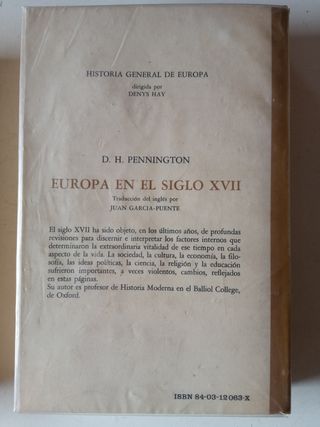 HISTORIA GENERAL DE EUROPA
dirigida por
DENYS HAY
D. H. PENNINGTON
EUROPA EN EL SIGLO XVII
Traducción del inglés por
JUAN GARCIA-PUENTE
El siglo XVII ha sido objeto, en los últimos años, de profundas
revisiones para discernir e interpretar los factores internos que
determinaron la extraordinaria vitalidad de ese tiempo en cada
aspecto de la vida. La sociedad, la cultura, la economía, la filo-
sofía, las ideas políticas, la ciencia, la religión y la educación
sufrieron importantes, a veces violentos, cambios, reflejados
en estas páginas.
Su autor es profesor de Historia Moderna en el Balliol College,
de Oxford.
ISBN 84-03-12063-X